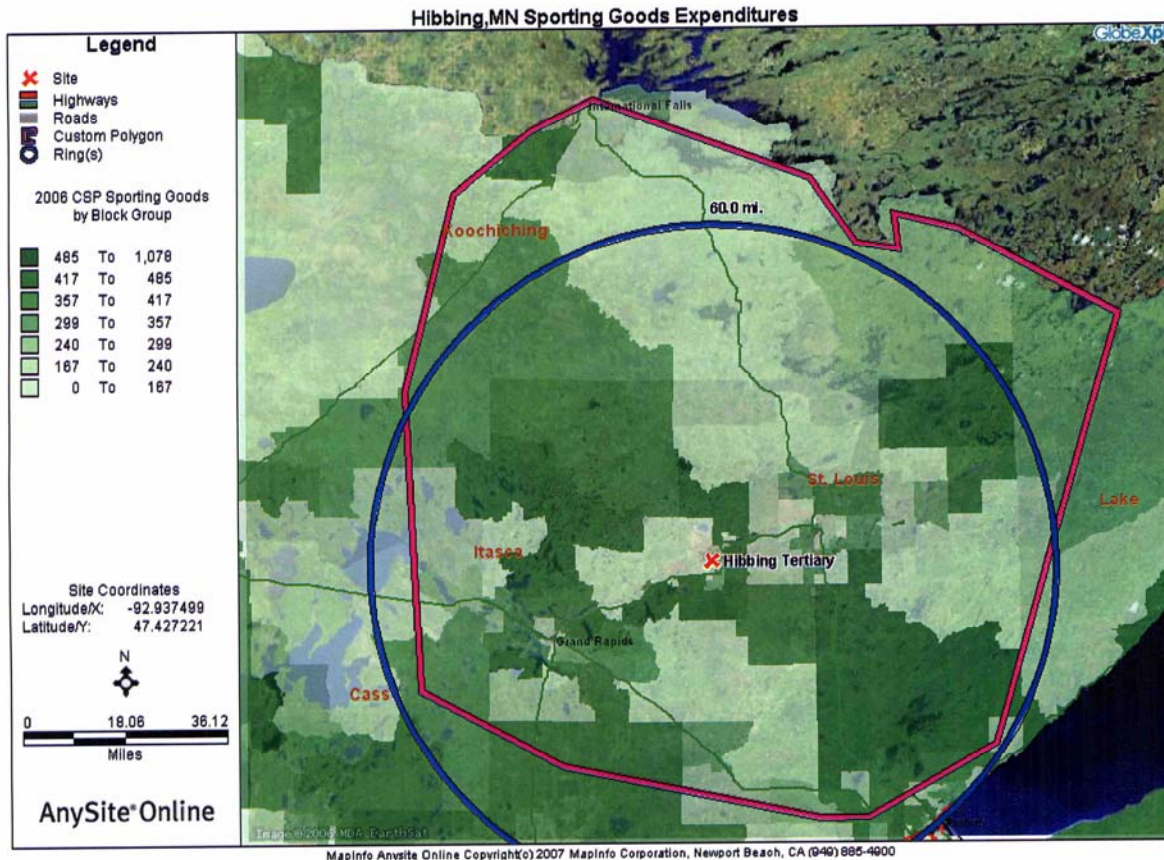 Hibbing,MN Sporting Goods Expenditures
Legend
Site
Highways
Roads
Custom Polygon
Ring(s)
2006 CSP Sporting Goods
by Block Group
485 To 1,078
417 To 485
357 To 417
299 To 357
240 To 299
167 To 240
0 To 167
Site Coordinates
Longitude/X: -92.937499
Latitude/Y: 47.427221
N
0 18.06 36.12
Miles
AnySite® Online
GlobeXpl
International Falls
60.0 mi.
Koochiching
St. Louis
Lake
Itasca
Hibbing Tertiary
Grand Rapids
Cass
Image © 2006 MDA EarthSat
MapInfo Anysite Online Copyright(c) 2007 MapInfo Corporation, Newport Beach, CA (949) 885-4900